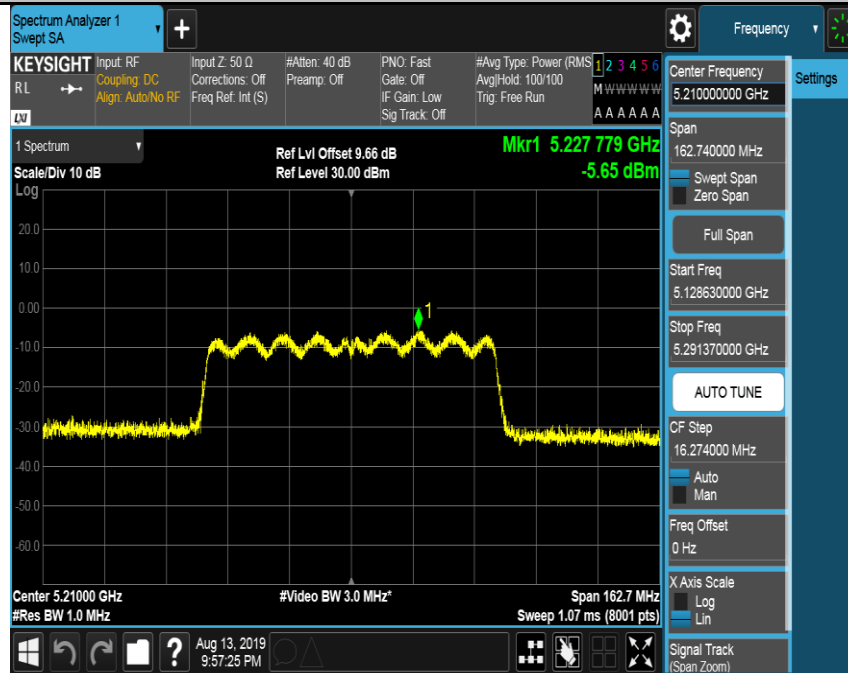 Spectrum Analyzer 1
Swept SA
+
Frequency
KEYSIGHT
RL
LXI
Input: RF
Coupling: DC
Align: Auto/No RF
Input Z: 50 Ω
Corrections: Off
Freq Ref: Int (S)
#Atten: 40 dB
Preamp: Off
PNO: Fast
Gate: Off
IF Gain: Low
Sig Track: Off
#Avg Type: Power (RMS
Avg|Hold: 100/100
Trig: Free Run
1 2 3 4 5 6
M W W W W W
A A A A A A
1 Spectrum
Scale/Div 10 dB
Log
Ref Lvl Offset 9.66 dB
Ref Level 30.00 dBm
Mkr1 5.227 779 GHz
-5.65 dBm
20.0
10.0
0.00
-10.0
-20.0
-30.0
-40.0
-50.0
-60.0
1
Center 5.21000 GHz
#Res BW 1.0 MHz
#Video BW 3.0 MHz*
Span 162.7 MHz
Sweep 1.07 ms (8001 pts)
?
Aug 13, 2019
9:57:25 PM
Center Frequency
5.210000000 GHz
Settings
Span
162.740000 MHz
Swept Span
Zero Span
Full Span
Start Freq
5.128630000 GHz
Stop Freq
5.291370000 GHz
AUTO TUNE
CF Step
16.274000 MHz
Auto
Man
Freq Offset
0 Hz
X Axis Scale
Log
Lin
Signal Track
(Span Zoom)